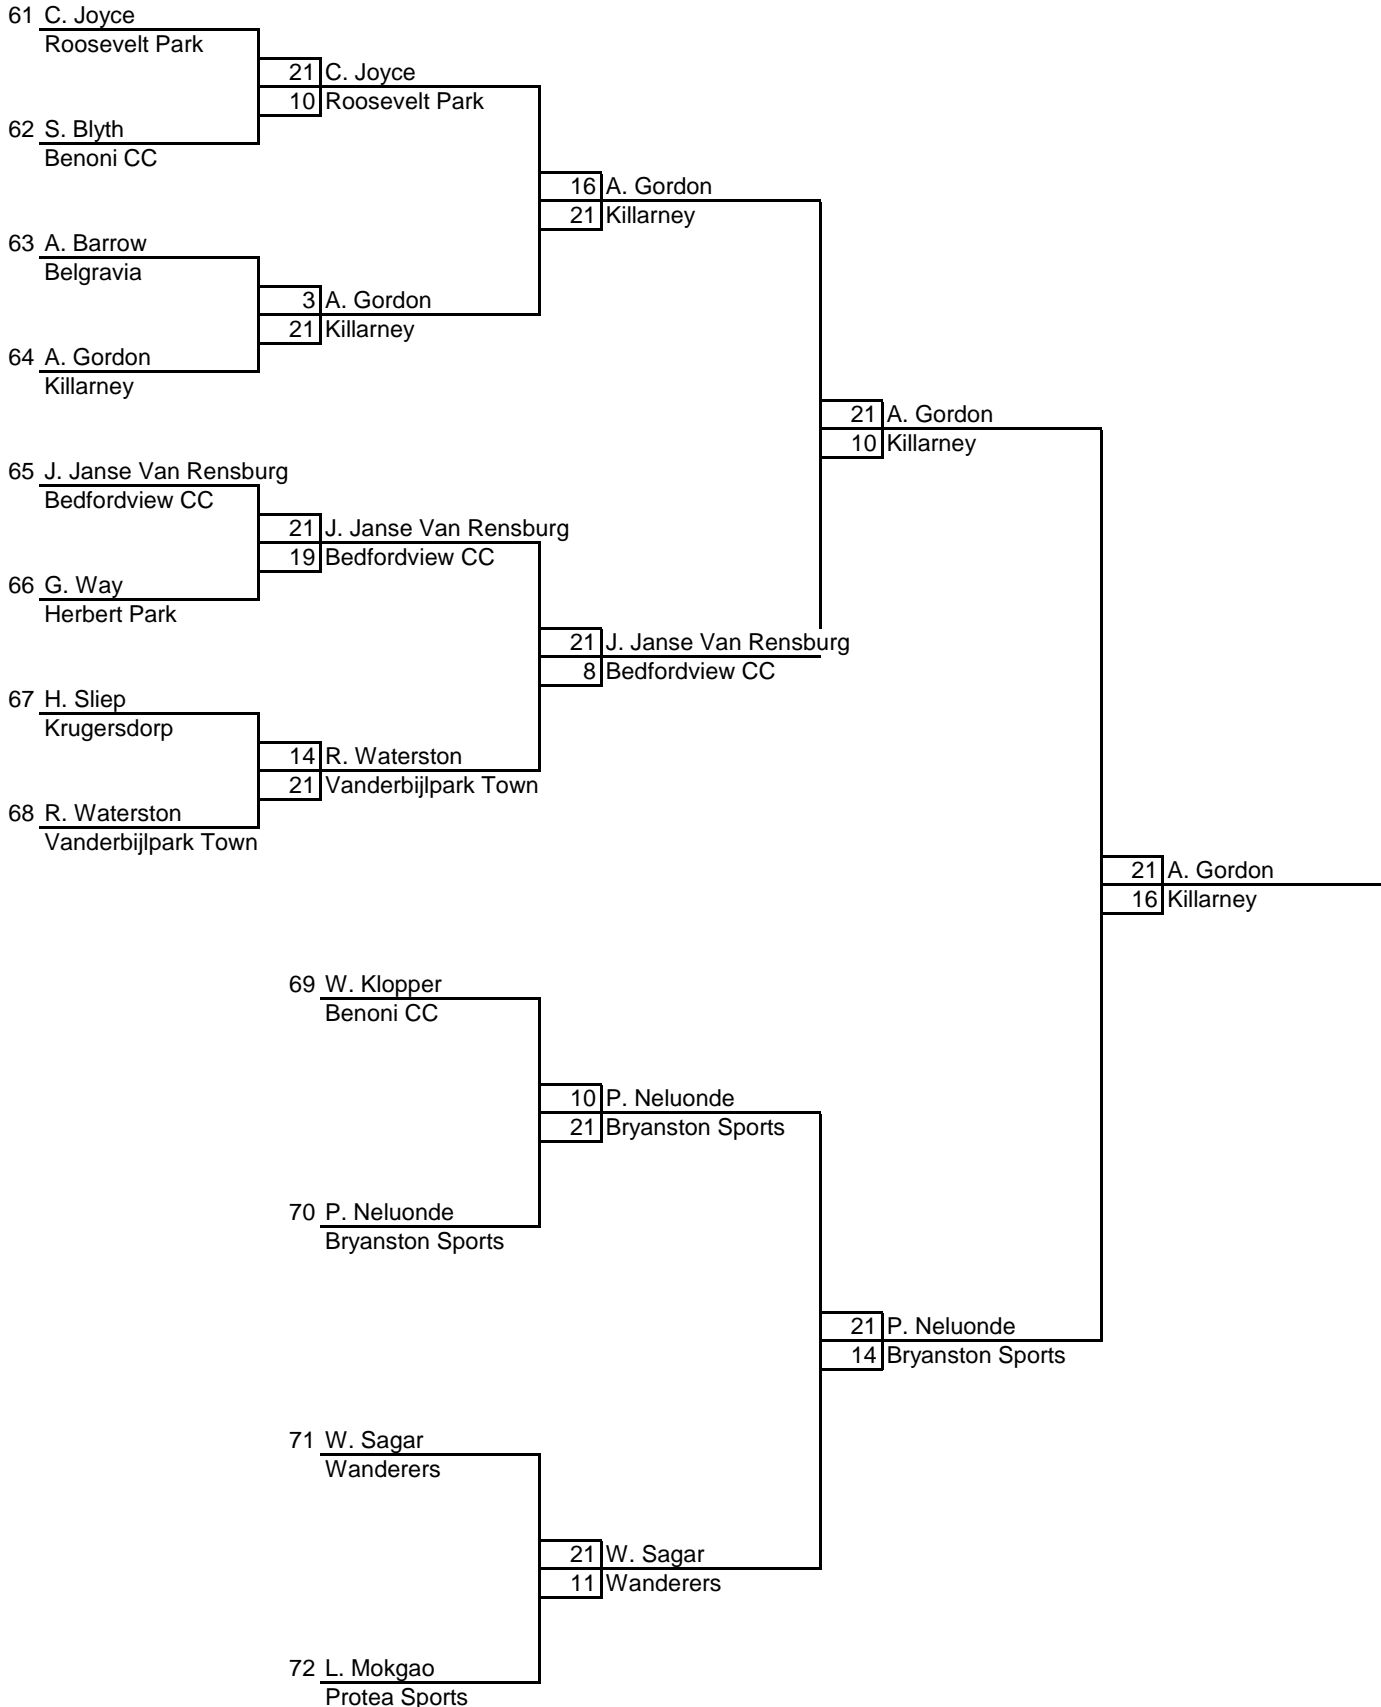 61 C. Joyce
Roosevelt Park
21 C. Joyce
10 Roosevelt Park
62 S. Blyth
Benoni CC
16 A. Gordon
21 Killarney
63 A. Barrow
Belgravia
3 A. Gordon
21 Killarney
64 A. Gordon
Killarney
21 A. Gordon
10 Killarney
65 J. Janse Van Rensburg
Bedfordview CC
21 J. Janse Van Rensburg
19 Bedfordview CC
66 G. Way
Herbert Park
21 J. Janse Van Rensburg
8 Bedfordview CC
67 H. Sliep
Krugersdorp
14 R. Waterston
21 Vanderbijlpark Town
68 R. Waterston
Vanderbijlpark Town
21 A. Gordon
16 Killarney
69 W. Klopper
Benoni CC
10 P. Neluonde
21 Bryanston Sports
70 P. Neluonde
Bryanston Sports
21 P. Neluonde
14 Bryanston Sports
71 W. Sagar
Wanderers
21 W. Sagar
11 Wanderers
72 L. Mokgao
Protea Sports